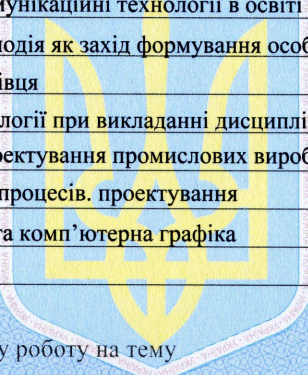 мунікаційні технології в освіті
лодія як захід формування особ
івця
ології при викладанні дисциплі
оектування промислових вироб
процесів. проектування
та комп’ютерна графіка
у роботу на тему